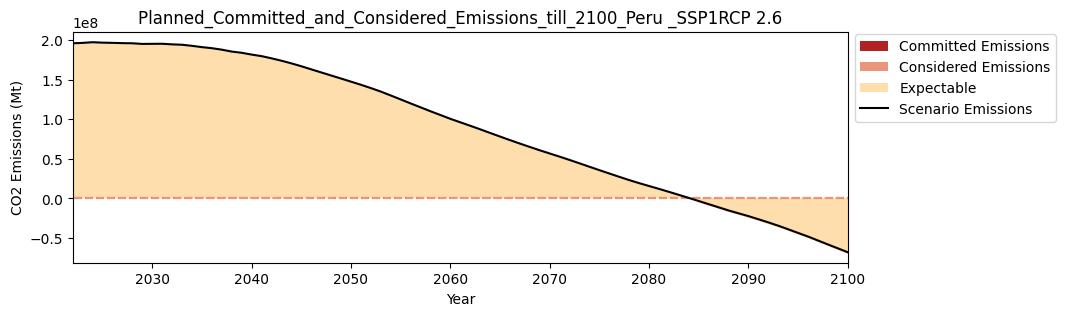 Planned_Committed_and_Considered_Emissions_till_2100_Peru _SSP1RCP 2.6
1e8
2.0
1.5
1.0
0.5
0.0
−0.5
CO2 Emissions (Mt)
2030 2040 2050 2060 2070 2080 2090 2100
Year
Committed Emissions
Considered Emissions
Expectable
Scenario Emissions